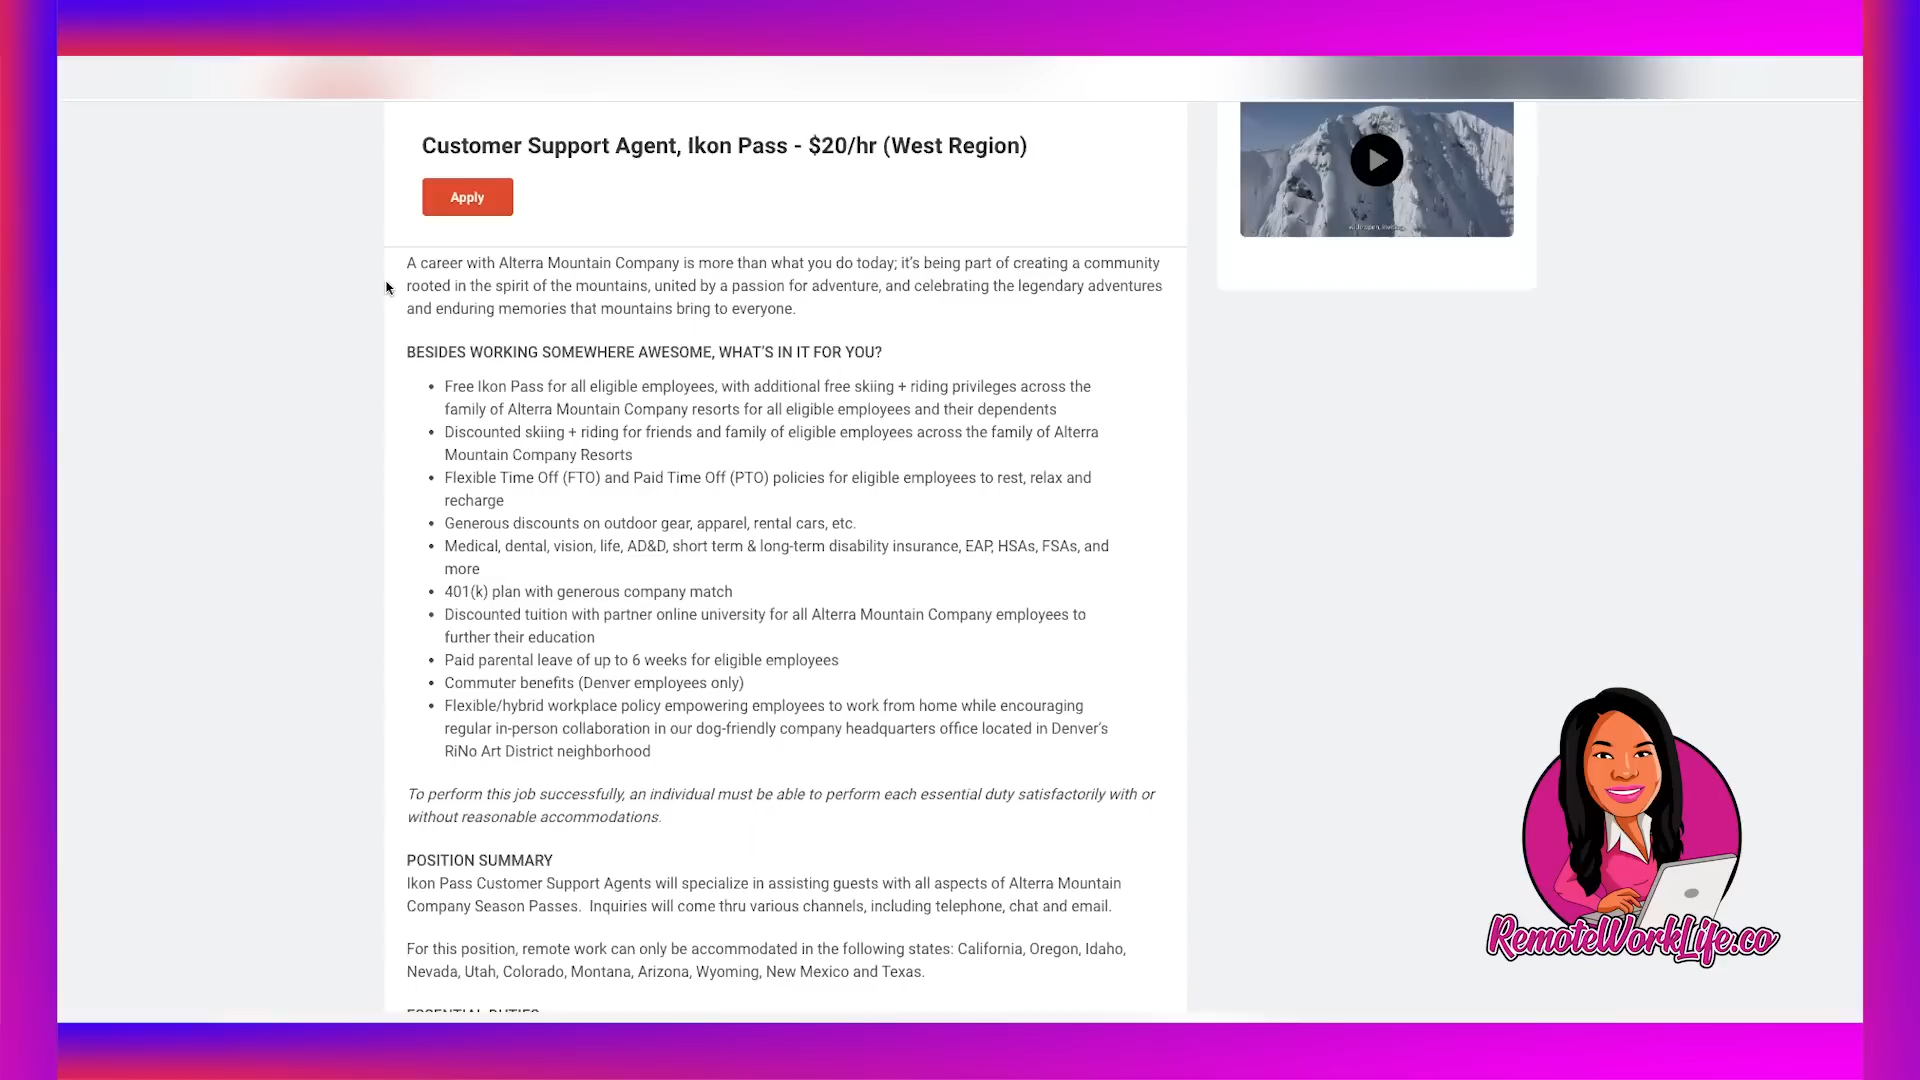 Customer Support Agent, Ikon Pass - $20/hr (West Region)
Apply
A career with Alterra Mountain Company is more than what you do today; it’s being part of creating a community
rooted in the spirit of the mountains, united by a passion for adventure, and celebrating the legendary adventures
and enduring memories that mountains bring to everyone.
BESIDES WORKING SOMEWHERE AWESOME, WHAT’S IN IT FOR YOU?
• Free Ikon Pass for all eligible employees, with additional free skiing + riding privileges across the
family of Alterra Mountain Company resorts for all eligible employees and their dependents
• Discounted skiing + riding for friends and family of eligible employees across the family of Alterra
Mountain Company Resorts
• Flexible Time Off (FTO) and Paid Time Off (PTO) policies for eligible employees to rest, relax and
recharge
• Generous discounts on outdoor gear, apparel, rental cars, etc.
• Medical, dental, vision, life, AD&D, short term & long-term disability insurance, EAP, HSAs, FSAs, and
more
• 401(k) plan with generous company match
• Discounted tuition with partner online university for all Alterra Mountain Company employees to
further their education
• Paid parental leave of up to 6 weeks for eligible employees
• Commuter benefits (Denver employees only)
• Flexible/hybrid workplace policy empowering employees to work from home while encouraging
regular in-person collaboration in our dog-friendly company headquarters office located in Denver’s
RiNo Art District neighborhood
To perform this job successfully, an individual must be able to perform each essential duty satisfactorily with or
without reasonable accommodations.
POSITION SUMMARY
Ikon Pass Customer Support Agents will specialize in assisting guests with all aspects of Alterra Mountain
Company Season Passes.  Inquiries will come thru various channels, including telephone, chat and email.
For this position, remote work can only be accommodated in the following states: California, Oregon, Idaho,
Nevada, Utah, Colorado, Montana, Arizona, Wyoming, New Mexico and Texas.
ESSENTIAL DUTIES
RemoteWorkLife.co